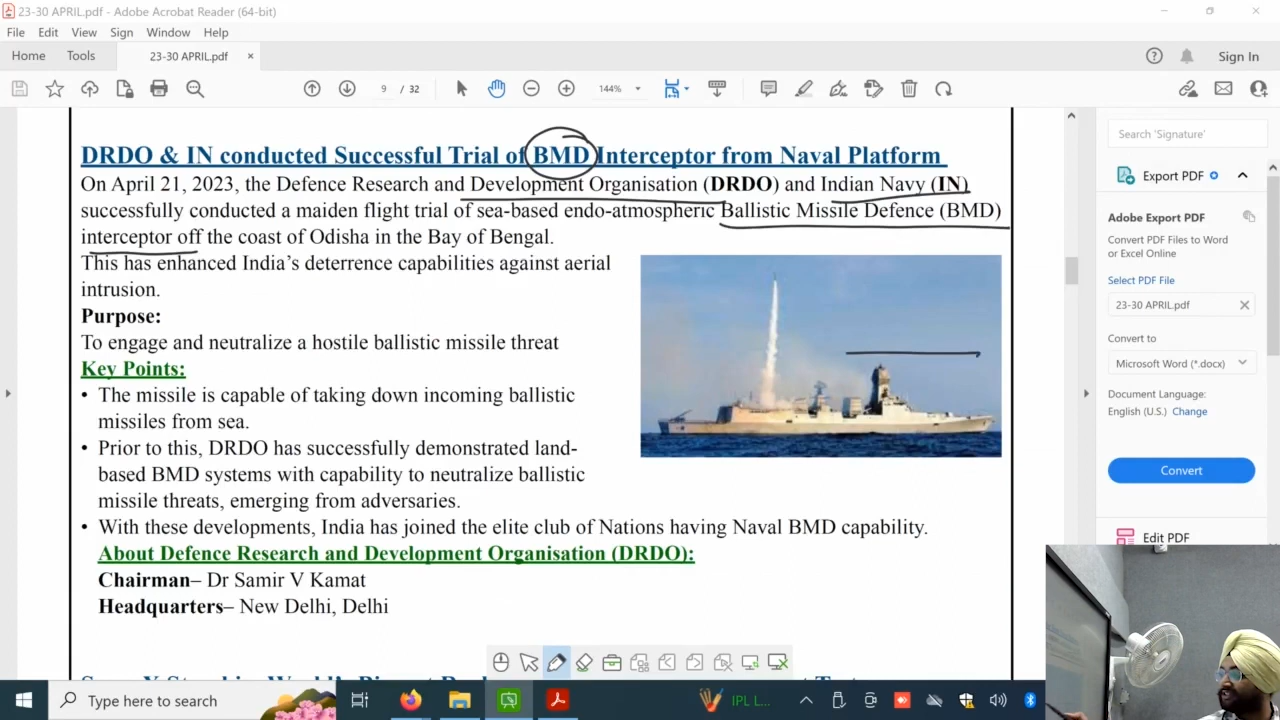 23-30 APRIL.pdf - Adobe Acrobat Reader (64-bit)
File Edit View Sign Window Help
Home Tools 23-30 APRIL.pdf × Sign In
9 / 32 144%
DRDO & IN conducted Successful Trial of BMD Interceptor from Naval Platform
On April 21, 2023, the Defence Research and Development Organisation (DRDO) and Indian Navy (IN)
successfully conducted a maiden flight trial of sea-based endo-atmospheric Ballistic Missile Defence (BMD)
interceptor off the coast of Odisha in the Bay of Bengal.
This has enhanced India's deterrence capabilities against aerial
intrusion.
Purpose:
To engage and neutralize a hostile ballistic missile threat
Key Points:
• The missile is capable of taking down incoming ballistic
missiles from sea.
• Prior to this, DRDO has successfully demonstrated land-
based BMD systems with capability to neutralize ballistic
missile threats, emerging from adversaries.
• With these developments, India has joined the elite club of Nations having Naval BMD capability.
About Defence Research and Development Organisation (DRDO):
Chairman– Dr Samir V Kamat
Headquarters– New Delhi, Delhi
Search 'Signature'
Export PDF
Adobe Export PDF
Convert PDF Files to Word
or Excel Online
Select PDF File
23-30 APRIL.pdf
Convert to
Microsoft Word (*.docx)
Document Language:
English (U.S.) Change
Convert
Edit PDF
Type here to search
IPL L...